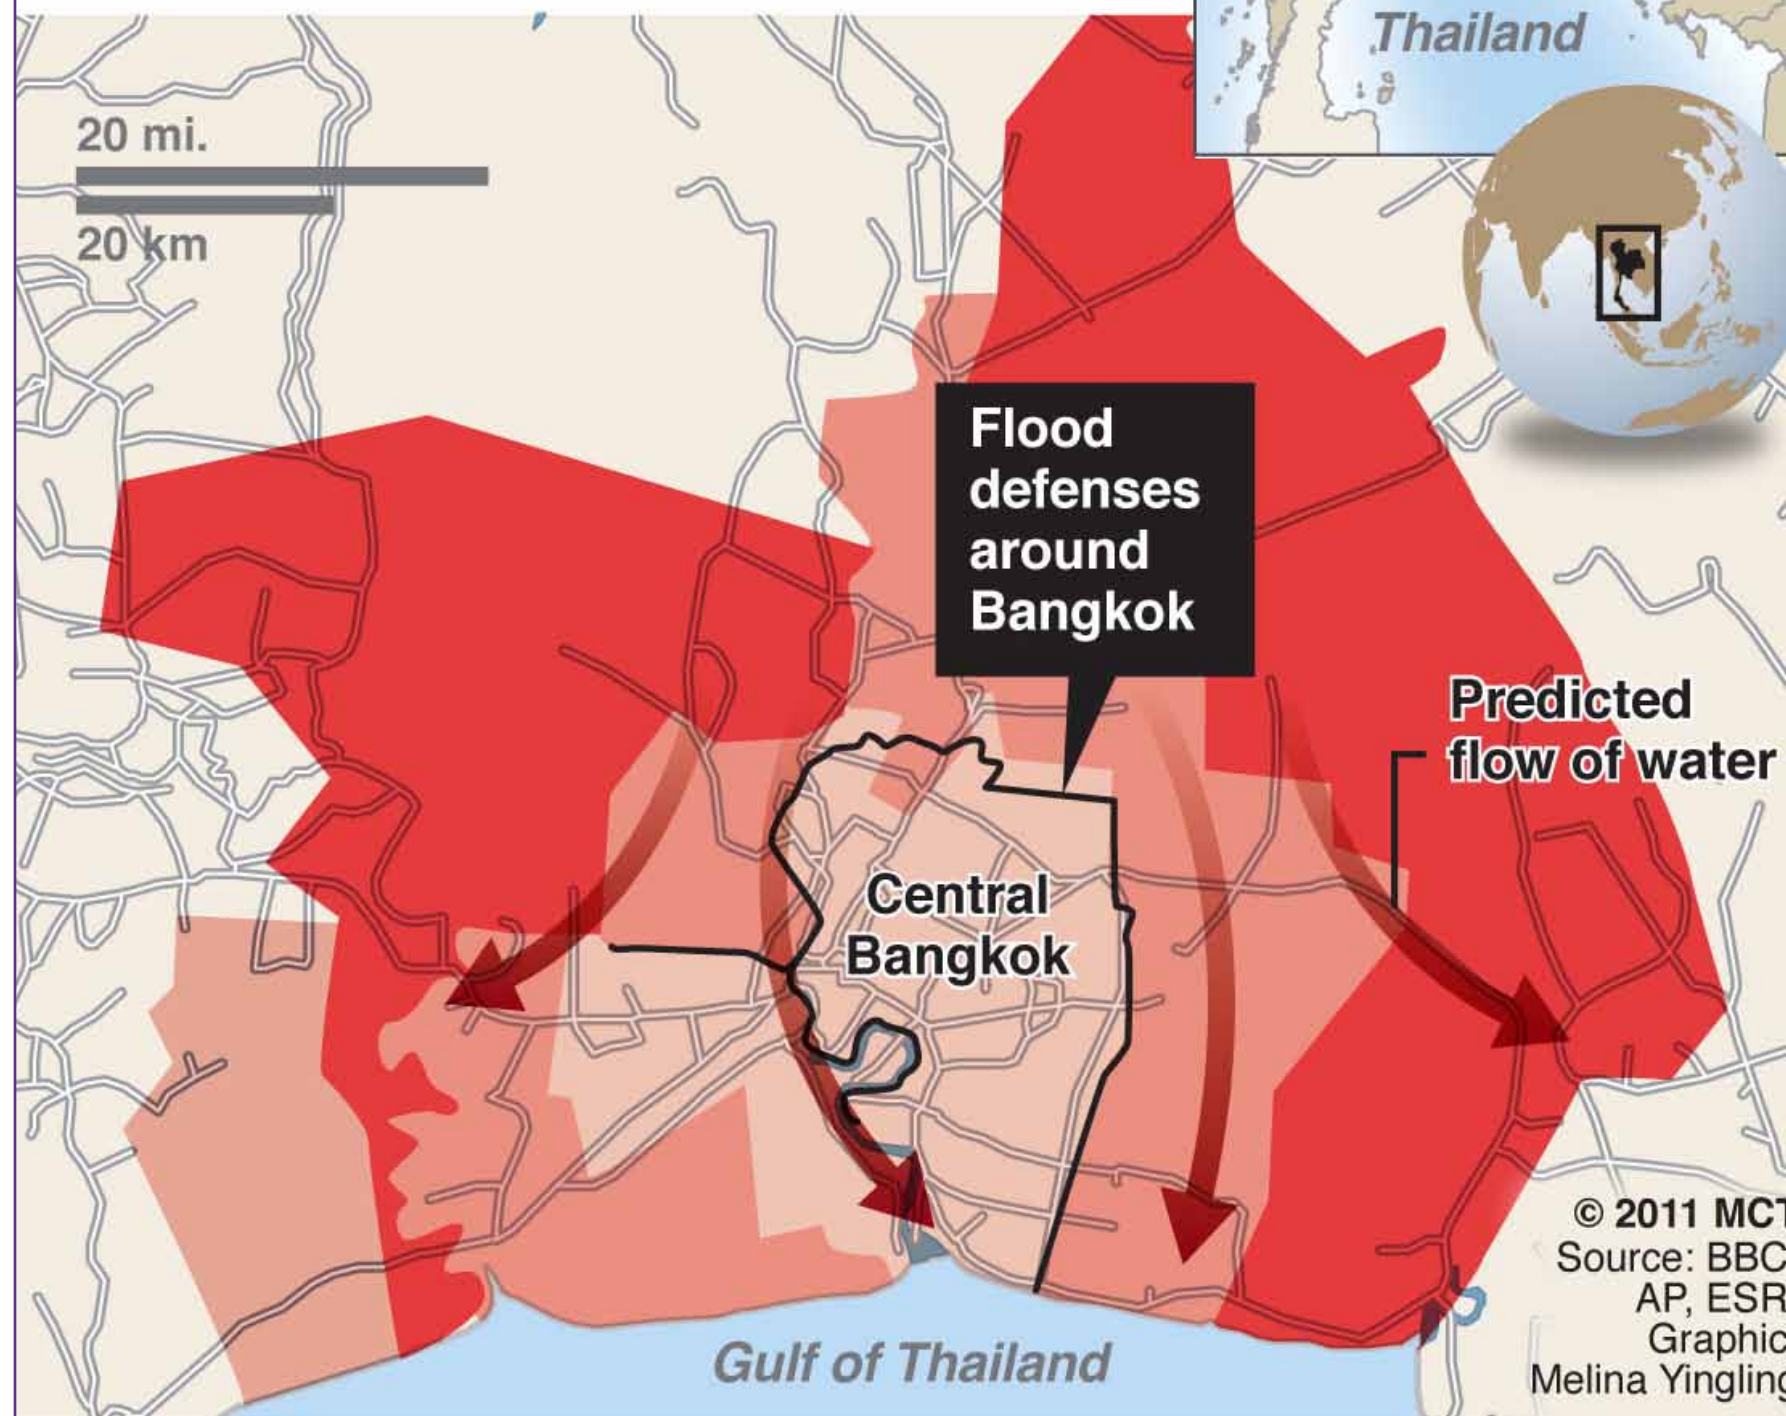 Thailand
20 mi.
20 km
Flood
defenses
around
Bangkok
Predicted
flow of water
Central
Bangkok
© 2011 MCT
Source: BBC
AP, ESR
Graphic
Melina Yingling
Gulf of Thailand